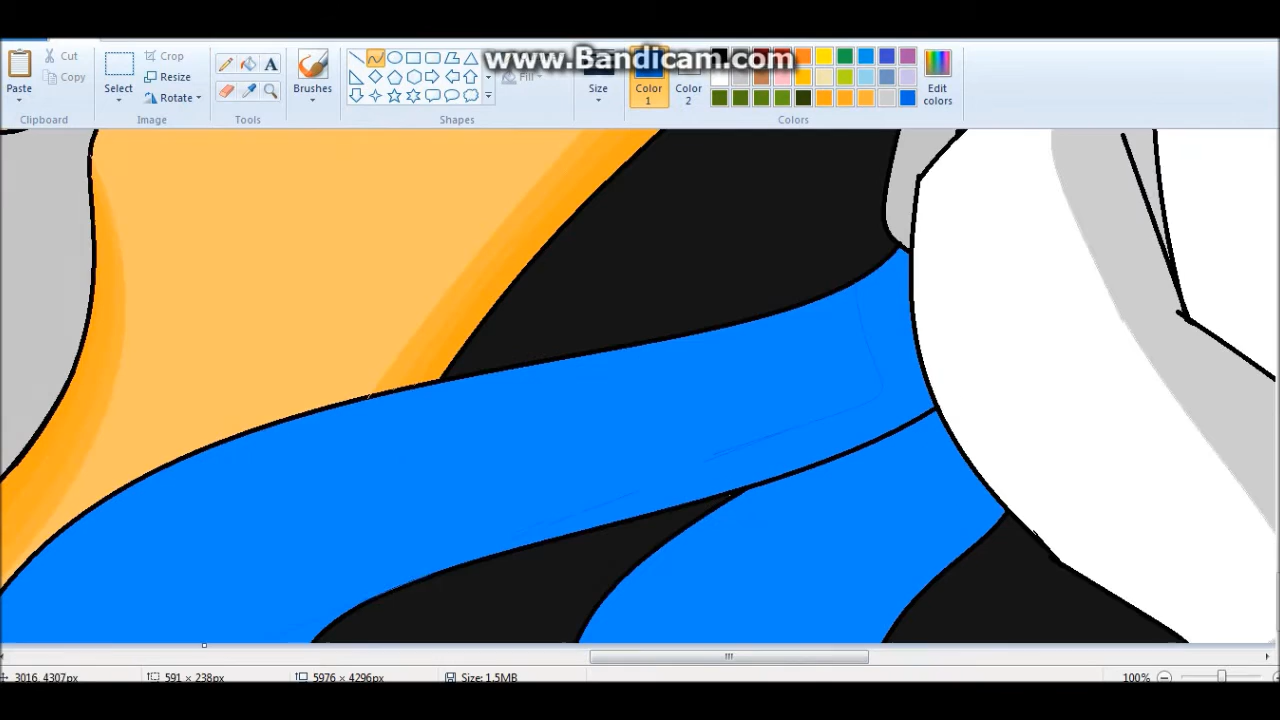 www.Bandicam.com
Paste
Cut
Copy
Clipboard
Select
Crop
Resize
Rotate
Image
A
Tools
Brushes
Fill
Shapes
Size
Color
1
Color
2
Edit
colors
Colors
3016, 4307px
591 × 238px
5976 × 4296px
Size: 1.5MB
100%